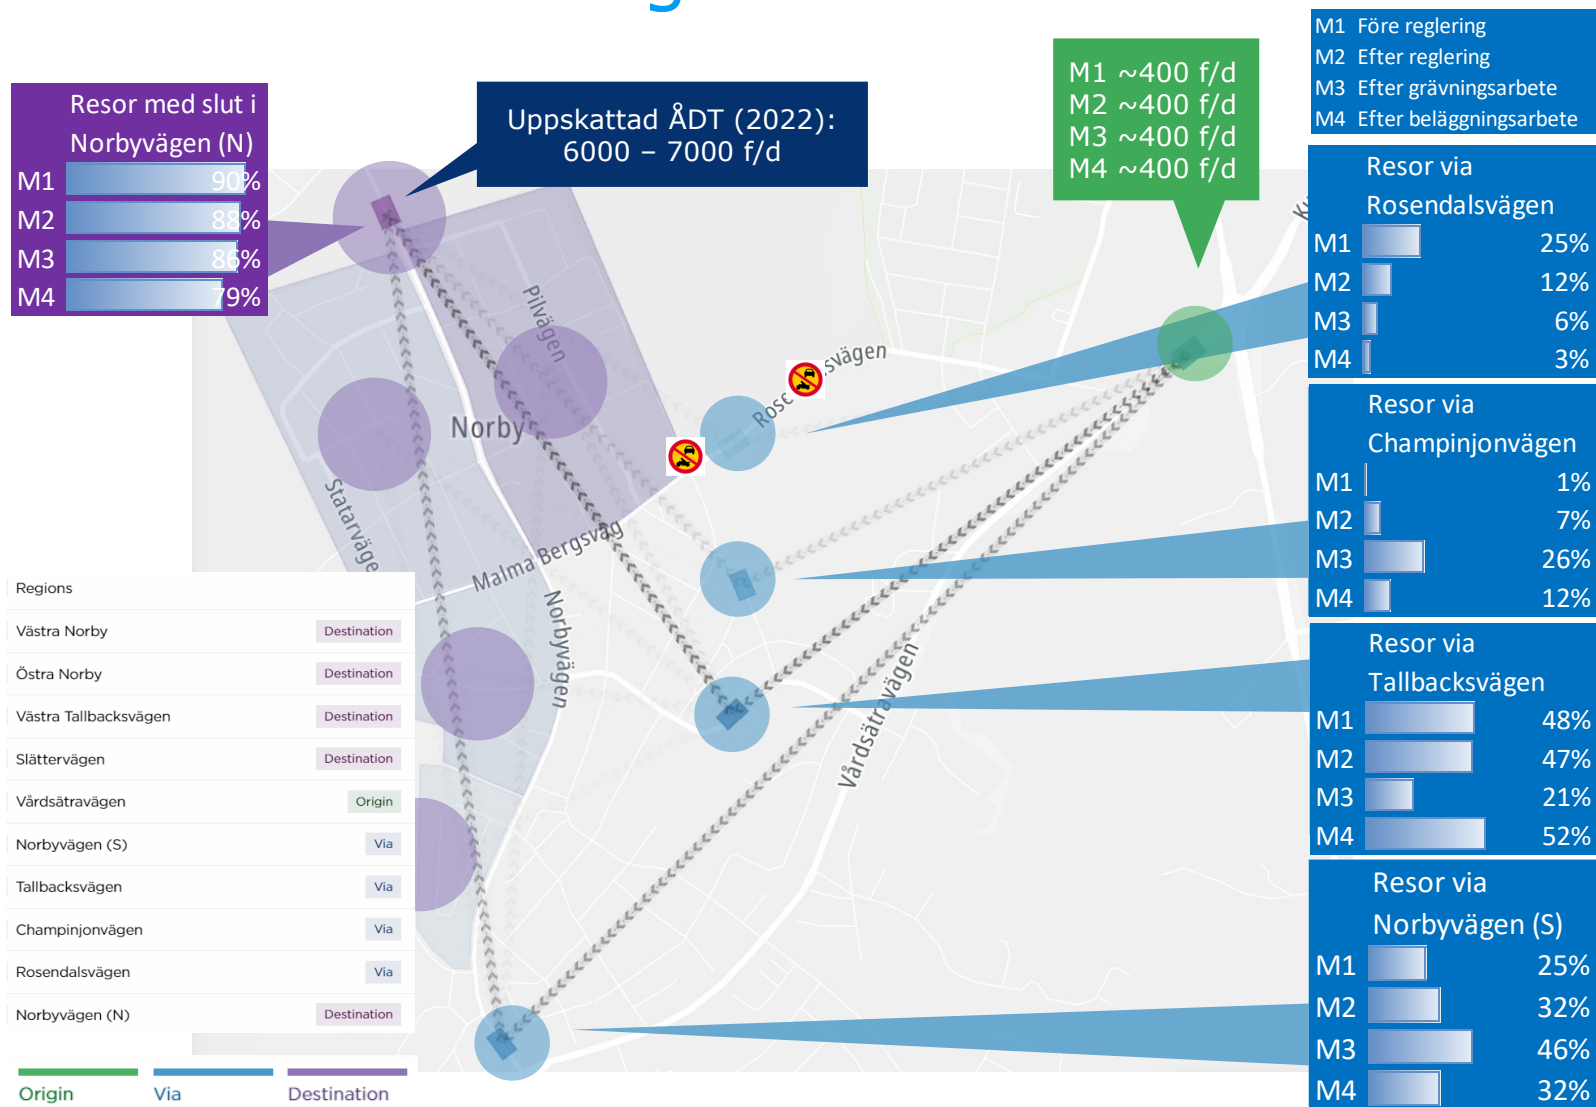 M1 Före reglering
M2 Efter reglering
M3 Efter grävningsarbete
M4 Efter beläggningsarbete
Resor med slut i
Norbyvägen (N)
M1 90%
M2 88%
M3 86%
M4 79%
Uppskattad ÅDT (2022):
6000 – 7000 f/d
M1 ~400 f/d
M2 ~400 f/d
M3 ~400 f/d
M4 ~400 f/d
Resor via
Rosendalsvägen
M1 25%
M2 12%
M3 6%
M4 3%
Resor via
Champinjonvägen
M1 1%
M2 7%
M3 26%
M4 12%
Resor via
Tallbacksvägen
M1 48%
M2 47%
M3 21%
M4 52%
Resor via
Norbyvägen (S)
M1 25%
M2 32%
M3 46%
M4 32%
Pilvägen
Norby
Malma Bergsväg
Norbyvägen
Vårdsätravägen
Regions
Västra Norby Destination
Östra Norby Destination
Västra Tallbacksvägen Destination
Slättervägen Destination
Vårdsätravägen Origin
Norbyvägen (S) Via
Tallbacksvägen Via
Champinjonvägen Via
Rosendalsvägen Via
Norbyvägen (N) Destination
Origin Via Destination